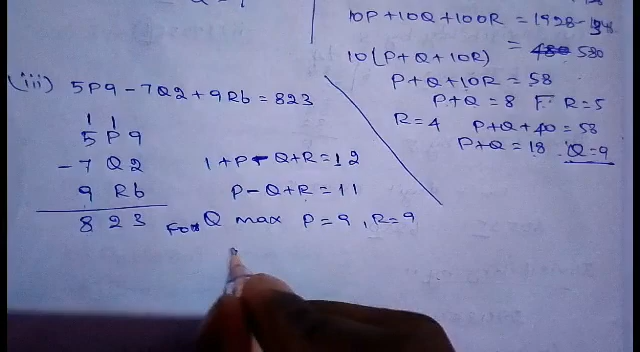 10P+10Q+100R = 1928-1348
10(P+Q+10R) = 480 580
P+Q+10R = 58
P+Q = 8 F. R=5
R=4 P+Q+40=58
P+Q=18 Q=9
(iii) 5P9-7Q2+9R6=823
1 1
5 P 9
- 7 Q 2
9 R6
8 2 3
1+P-Q+R=12
P-Q+R=11
For Q max P=9, R=9